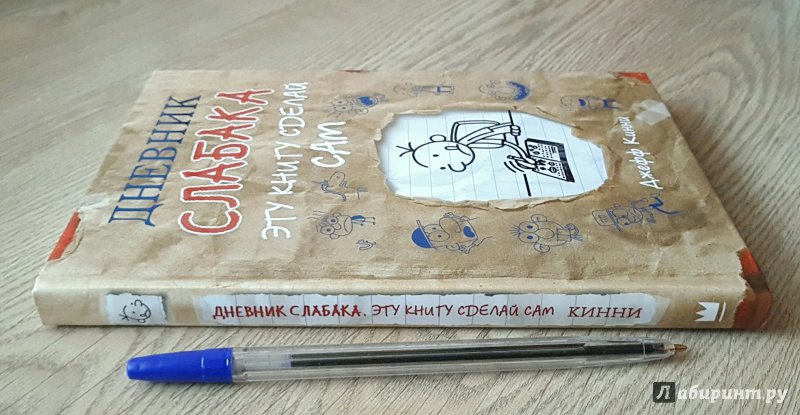 ДНЕВНИК
СЛАБАКА
ЭТУ КНИГУ СДЕЛАЙ
САМ
Джефф Кинни
ДНЕВНИК СЛАБАКА. ЭТУ КНИГУ СДЕЛАЙ САМ КИННИ
Лабиринт.ру